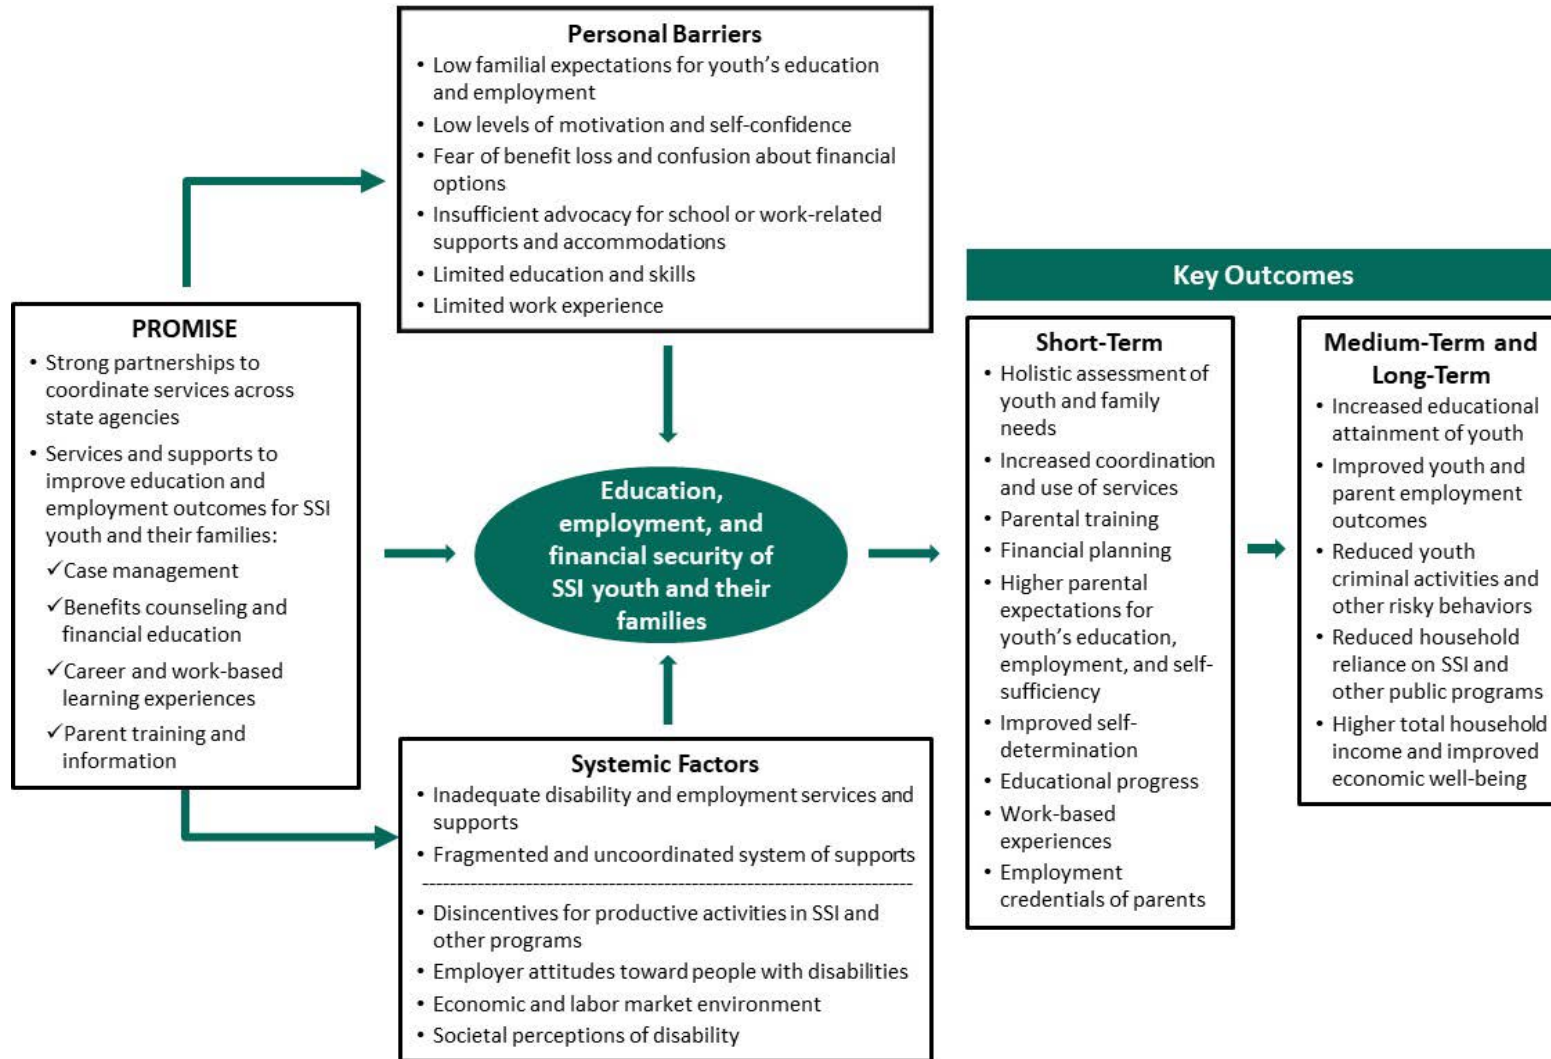 Personal Barriers
• Low familial expectations for youth's education
and employment
• Low levels of motivation and self-confidence
• Fear of benefit loss and confusion about financial
options
• Insufficient advocacy for school or work-related
supports and accommodations
• Limited education and skills
• Limited work experience
PROMISE
• Strong partnerships to
coordinate services across
state agencies
• Services and supports to
improve education and
employment outcomes for SSI
youth and their families:
✓Case management
✓Benefits counseling and
financial education
✓Career and work-based
learning experiences
✓Parent training and
information
Education,
employment, and
financial security of
SSI youth and their
families
Systemic Factors
• Inadequate disability and employment services and
supports
• Fragmented and uncoordinated system of supports
• Disincentives for productive activities in SSI and
other programs
• Employer attitudes toward people with disabilities
• Economic and labor market environment
• Societal perceptions of disability
Key Outcomes
Short-Term
• Holistic assessment of
youth and family
needs
• Increased coordination
and use of services
• Parental training
• Financial planning
• Higher parental
expectations for
youth's education,
employment, and self-
sufficiency
• Improved self-
determination
• Educational progress
• Work-based
experiences
• Employment
credentials of parents
Medium-Term and
Long-Term
• Increased educational
attainment of youth
• Improved youth and
parent employment
outcomes
• Reduced youth
criminal activities and
other risky behaviors
• Reduced household
reliance on SSI and
other public programs
• Higher total household
income and improved
economic well-being